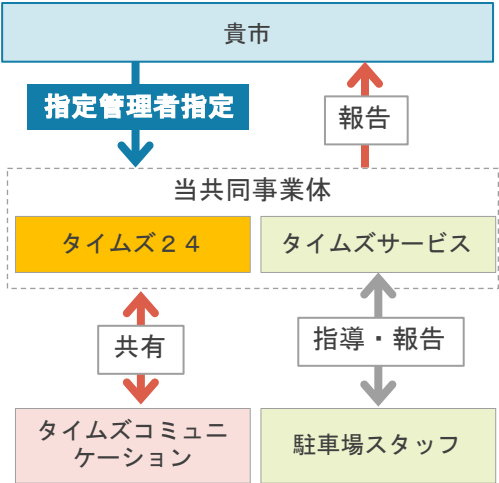 貴市
指定管理者指定
報告
当共同事業体
タイムズ２４
タイムズサービス
共有
指導・報告
タイムズコミュニ
ケーション
駐車場スタッフ